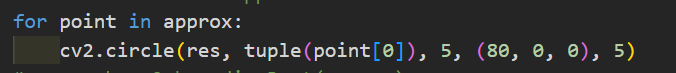 for point in approx:
    cv2.circle(res, tuple(point[0]), 5, (80, 0, 0), 5)